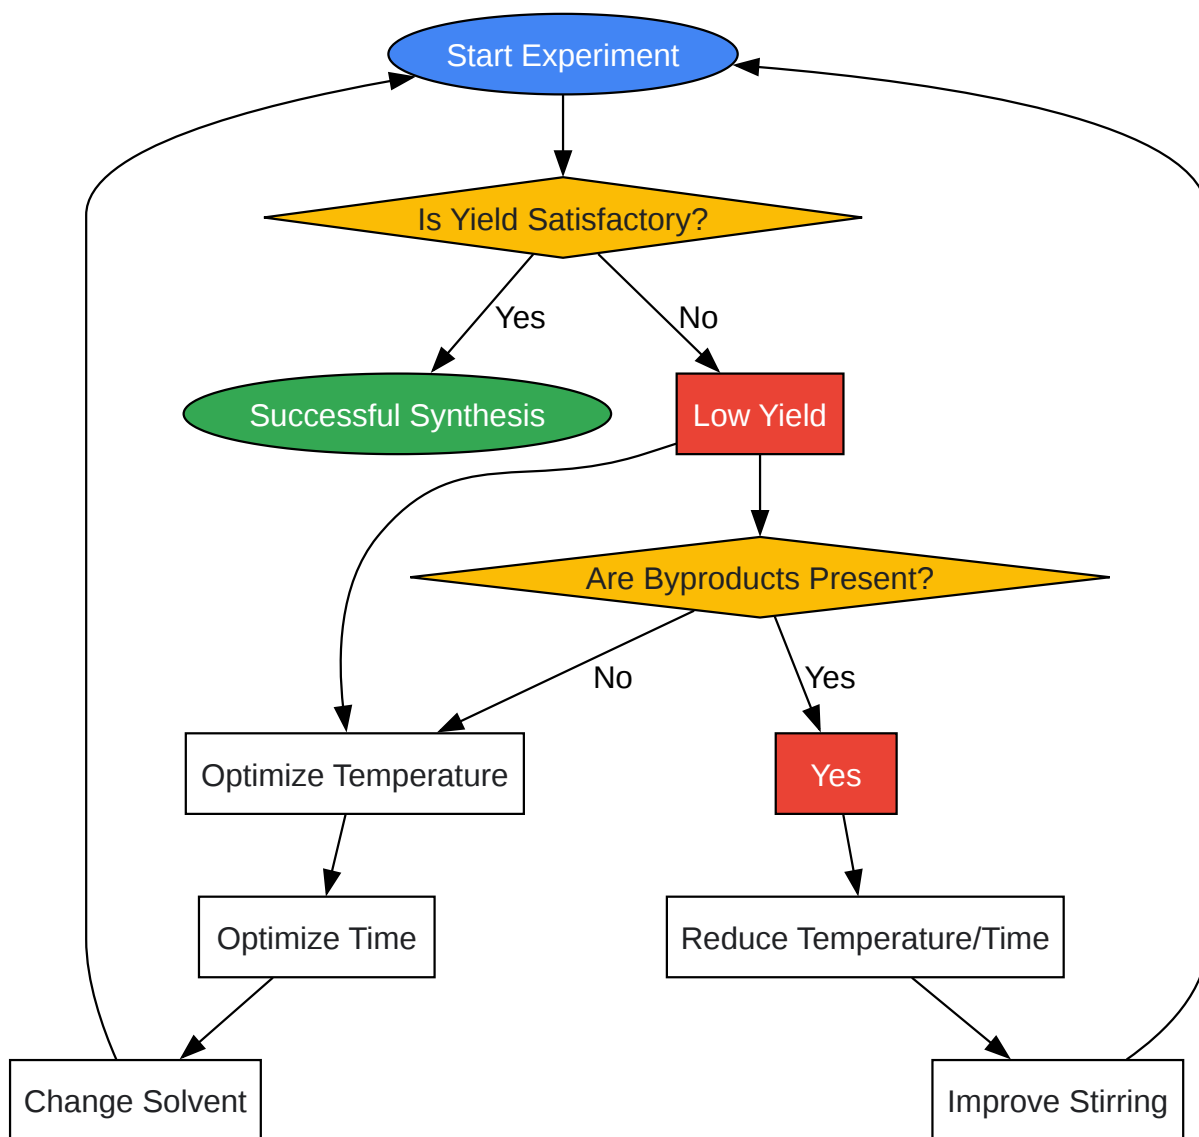 Start Experiment
Is Yield Satisfactory?
Yes
No
Successful Synthesis
Low Yield
Are Byproducts Present?
No
Yes
Optimize Temperature
Yes
Optimize Time
Reduce Temperature/Time
Change Solvent
Improve Stirring